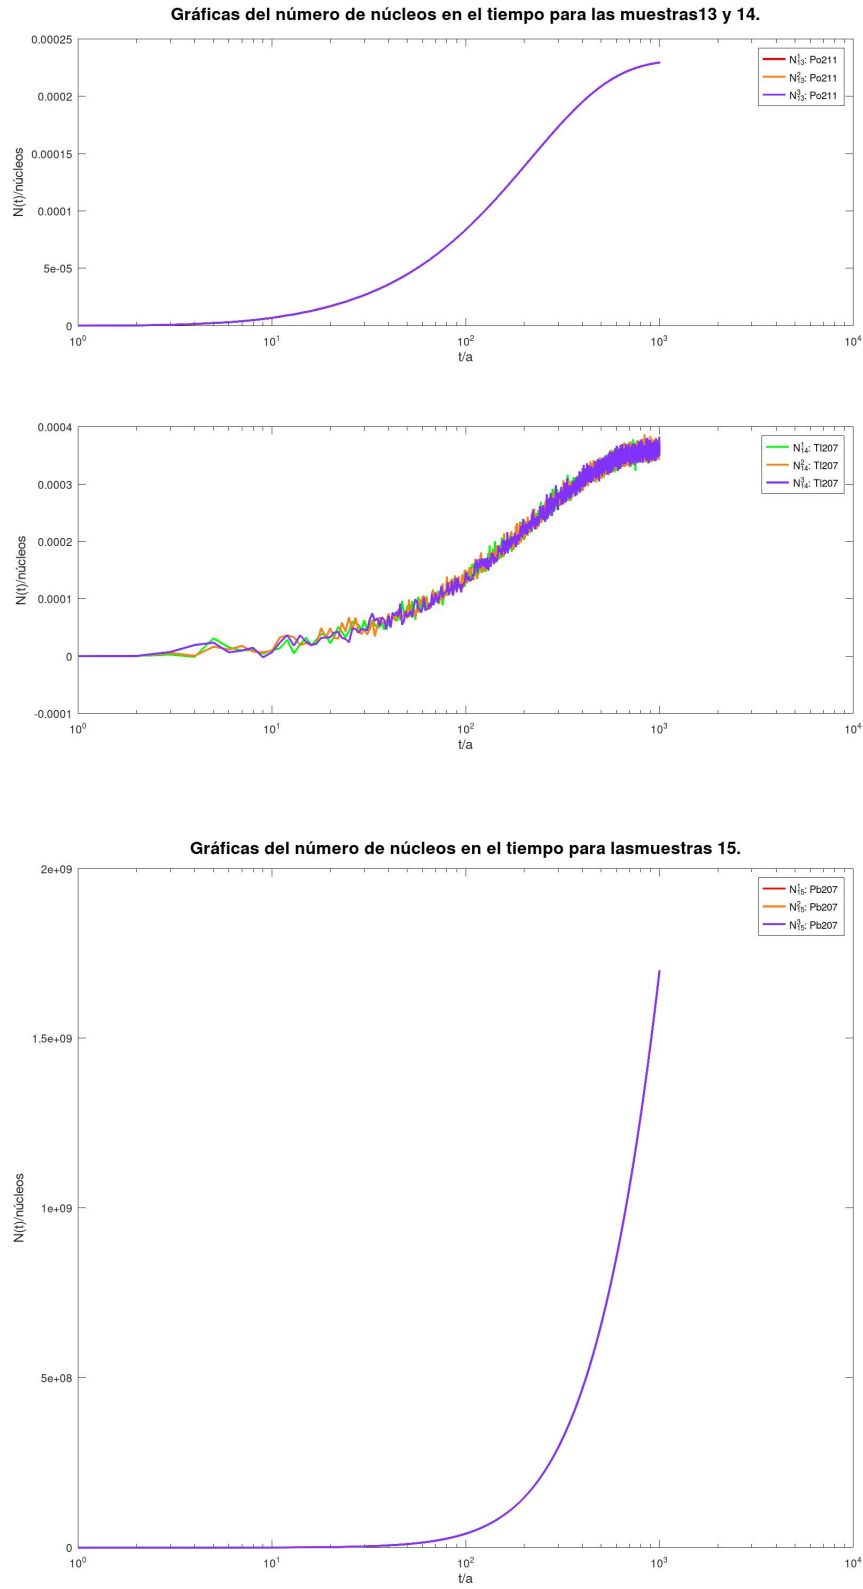 Gráficas del número de núcleos en el tiempo para las muestras13 y 14.
0.00025
0.0002
0.00015
0.0001
5e-05
0
N(t)/núcleos
N¹₁₃: Po211
N²₁₃: Po211
N³₁₃: Po211
10⁰ 10¹ 10² 10³ 10⁴
t/a
0.0004
0.0003
0.0002
0.0001
0
-0.0001
N(t)/núcleos
N¹₁₄: Tl207
N²₁₄: Tl207
N³₁₄: Tl207
10⁰ 10¹ 10² 10³ 10⁴
t/a
Gráficas del número de núcleos en el tiempo para lasmuestras 15.
2e+09
1.5e+09
1e+09
5e+08
0
N(t)/núcleos
N¹₁₅: Pb207
N²₁₅: Pb207
N³₁₅: Pb207
10⁰ 10¹ 10² 10³ 10⁴
t/a